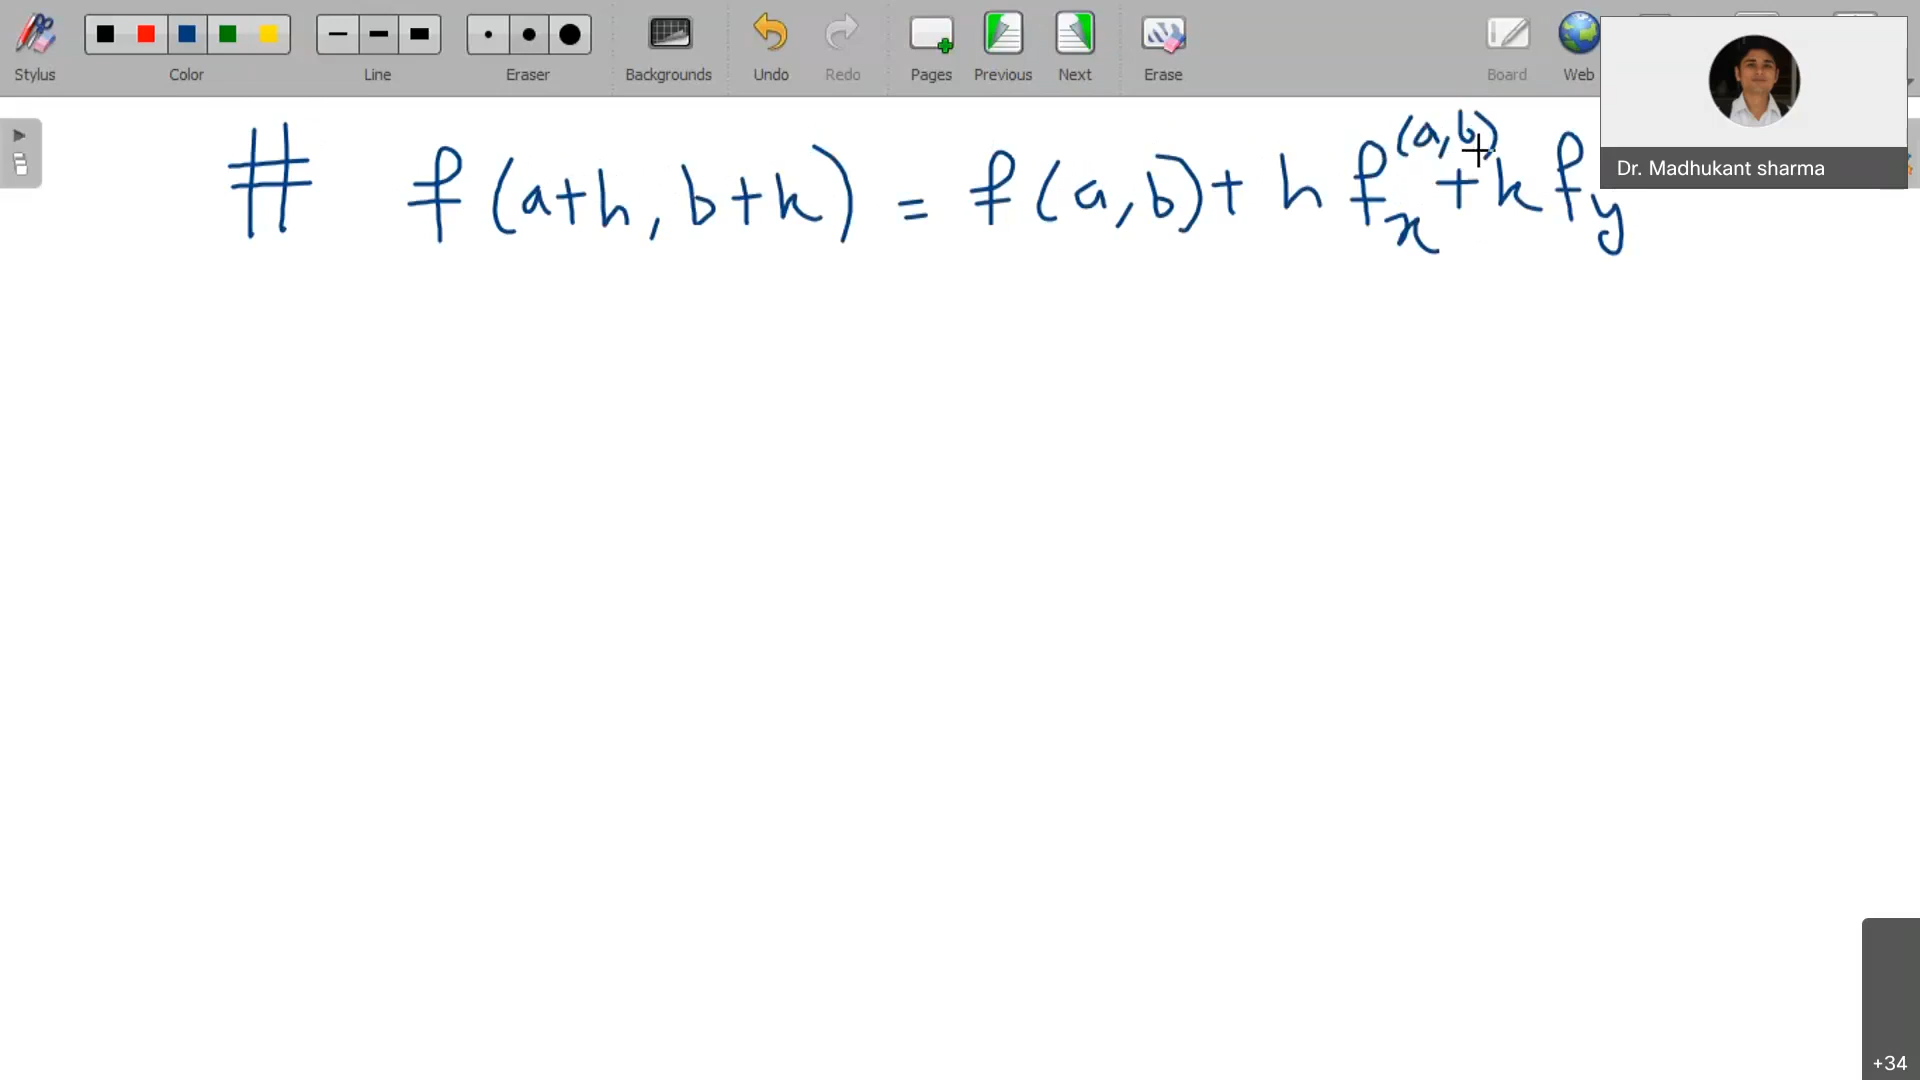 Stylus Color Line Eraser Backgrounds Undo Redo Pages Previous Next Erase Board Web
Dr. Madhukant sharma
# f(a+h, b+k) = f(a,b) + h f_x^(a,b) + k f_y
+34